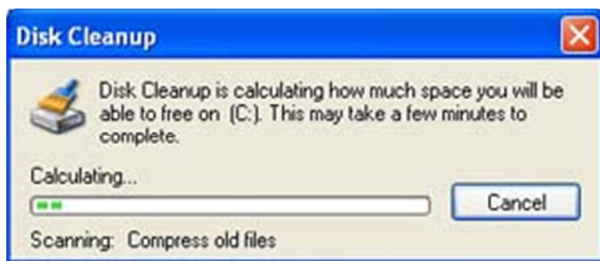 Disk Cleanup
Disk Cleanup is calculating how much space you will be
able to free on (C:). This may take a few minutes to
complete.
Calculating...
Cancel
Scanning: Compress old files